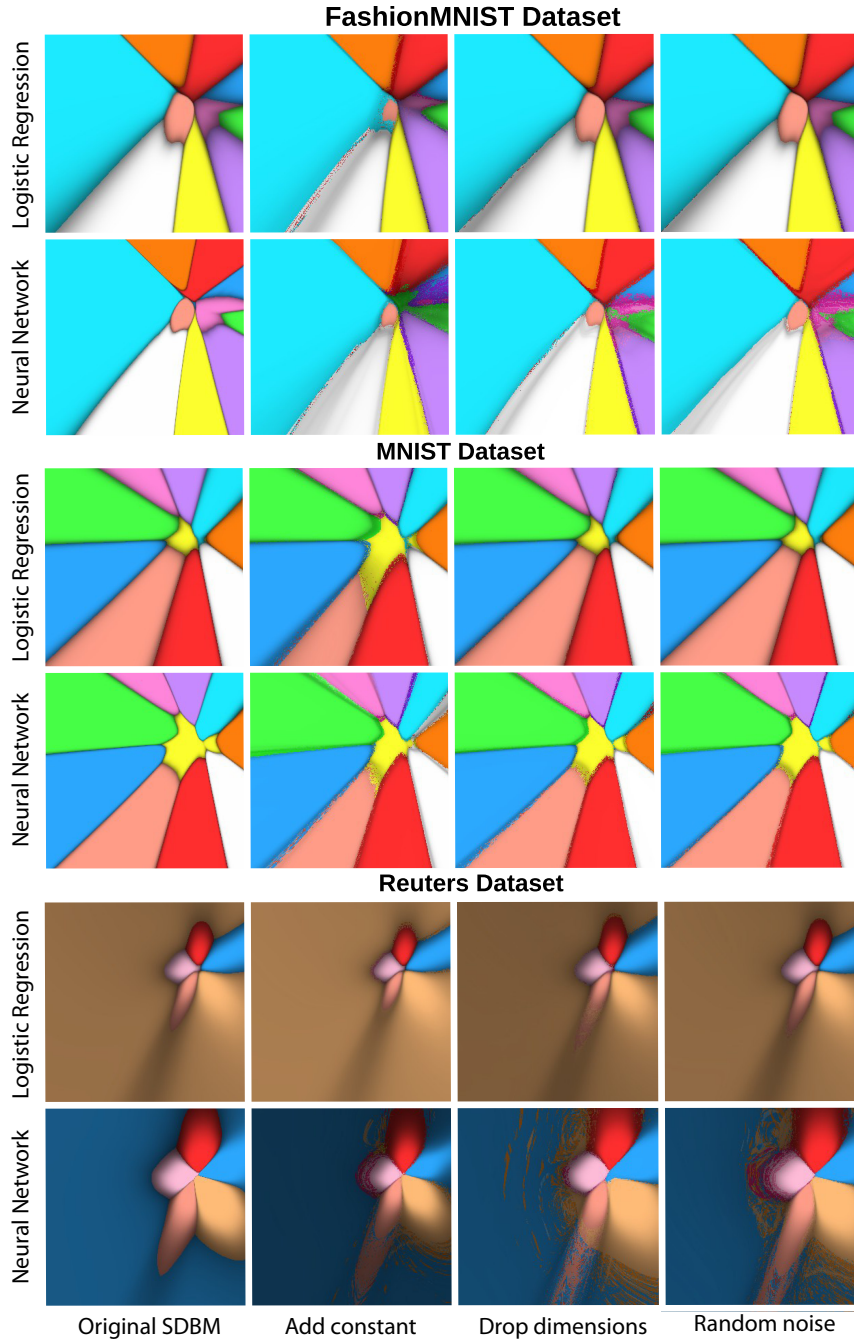 FashionMNIST Dataset
Logistic Regression
Neural Network
MNIST Dataset
Logistic Regression
Neural Network
Reuters Dataset
Logistic Regression
Neural Network
Original SDBM
Add constant
Drop dimensions
Random noise